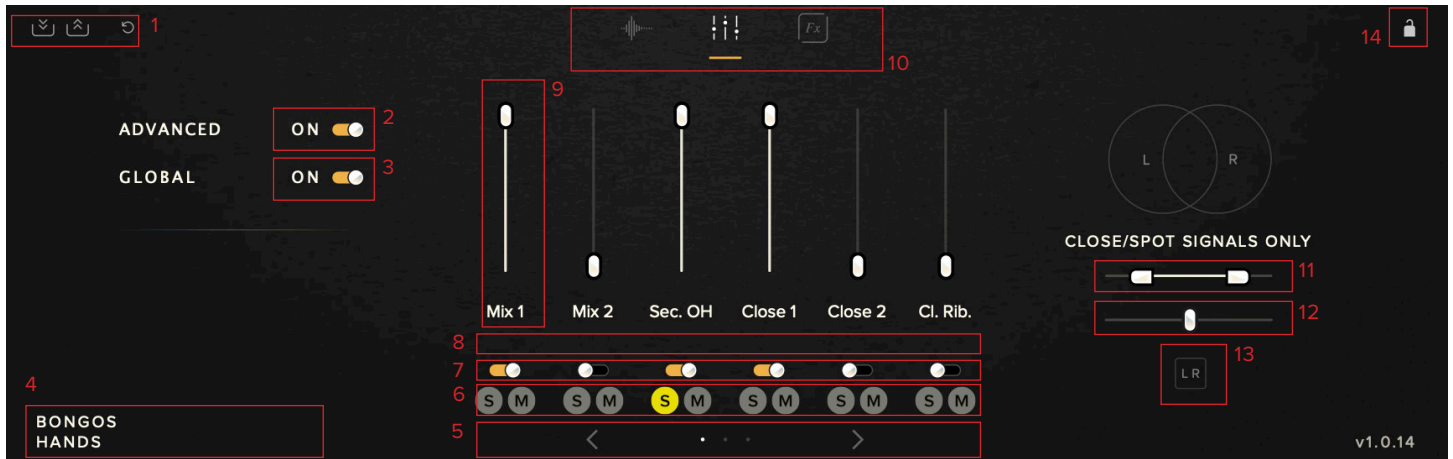 1
10
Fx
14
9
ADVANCED ON 2
GLOBAL ON 3
L R
CLOSE/SPOT SIGNALS ONLY
11
Mix 1 Mix 2 Sec. OH Close 1 Close 2 Cl. Rib.
12
8
13
7
L R
4
6 S M S M S M S M S M S M
5
BONGOS
HANDS
v1.0.14